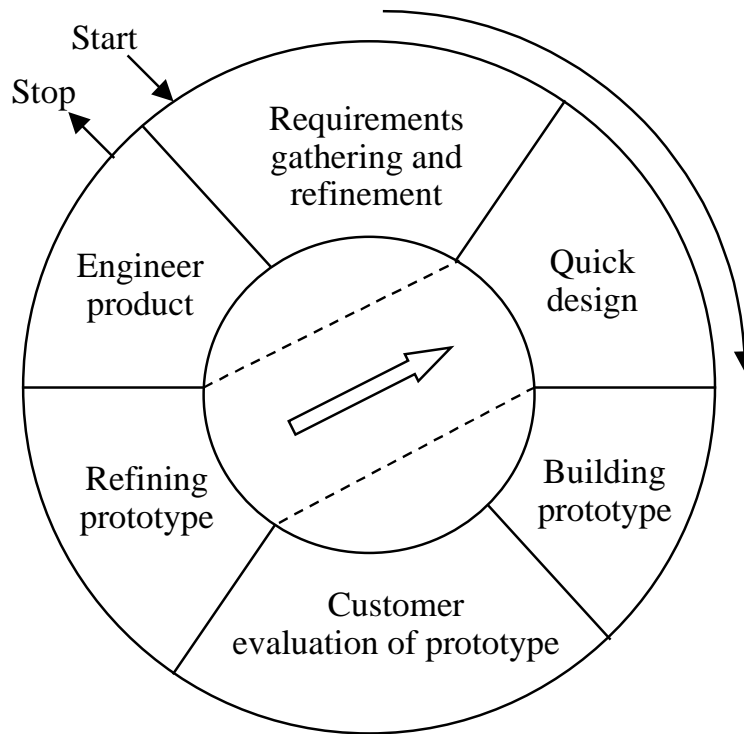 Start
Stop
Requirements
gathering and
refinement
Quick
design
Building
prototype
Customer
evaluation of prototype
Refining
prototype
Engineer
product